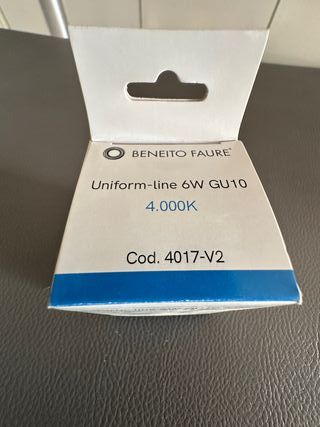 BENEITO FAURE®
Uniform-line 6W GU10
4.000K
Cod. 4017-V2